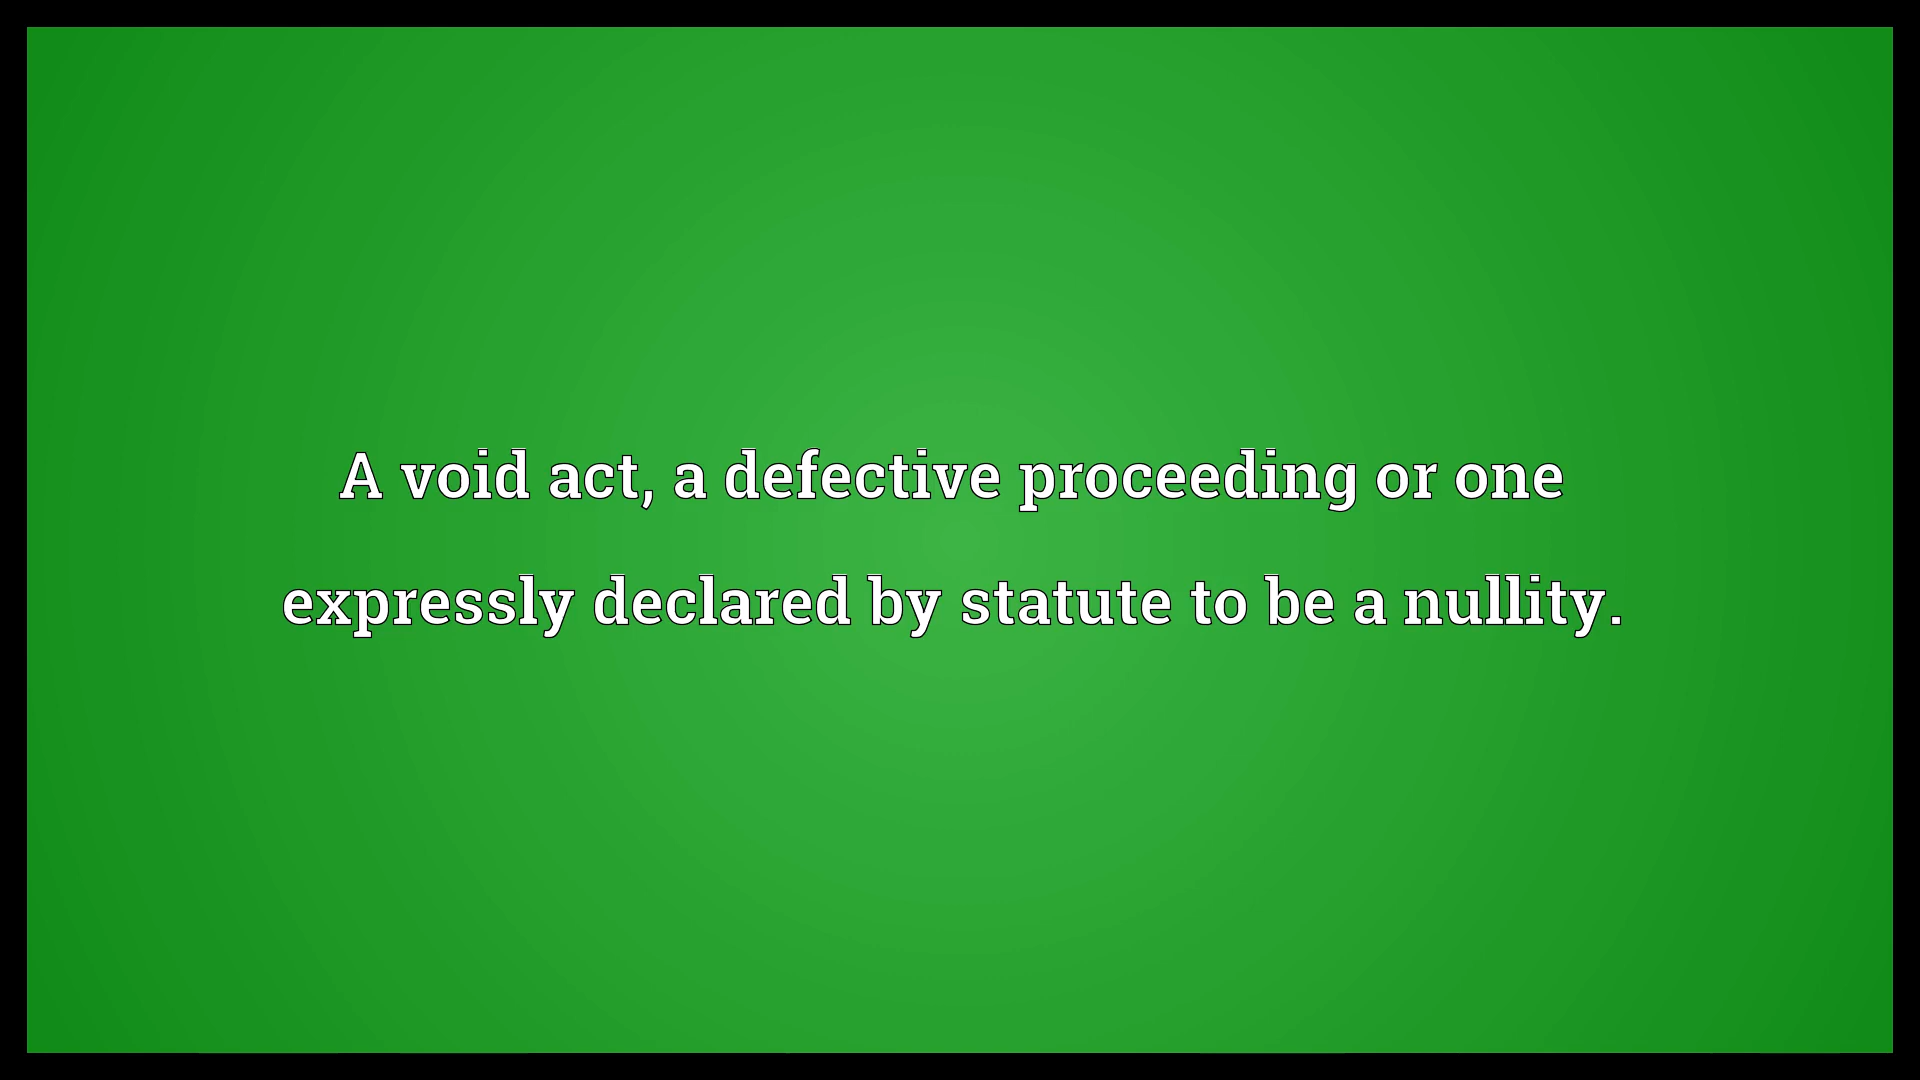 A void act, a defective proceeding or one
expressly declared by statute to be a nullity.